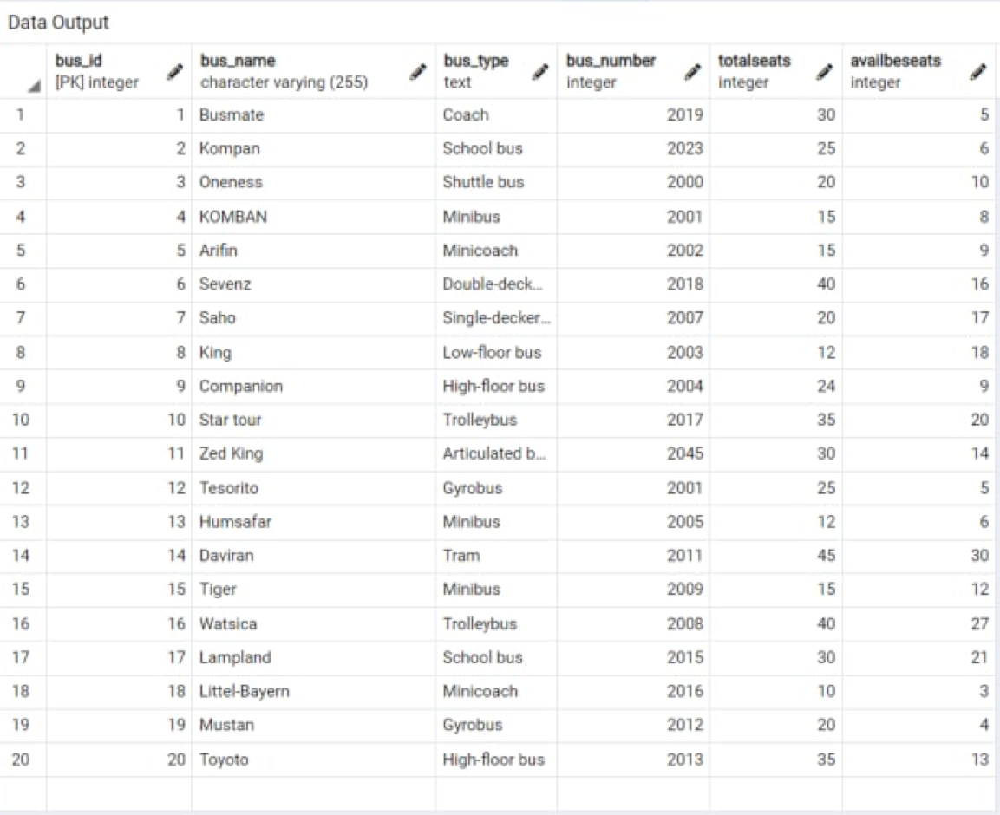 Data Output
bus_id bus_name bus_type bus_number totalseats availbeseats
[PK] integer character varying (255) text integer integer integer
1 1 Busmate Coach 2019 30 5
2 2 Kompan School bus 2023 25 6
3 3 Oneness Shuttle bus 2000 20 10
4 4 KOMBAN Minibus 2001 15 8
5 5 Arifin Minicoach 2002 15 9
6 6 Sevenz Double-deck... 2018 40 16
7 7 Saho Single-decker... 2007 20 17
8 8 King Low-floor bus 2003 12 18
9 9 Companion High-floor bus 2004 24 9
10 10 Star tour Trolleybus 2017 35 20
11 11 Zed King Articulated b... 2045 30 14
12 12 Tesorito Gyrobus 2001 25 5
13 13 Humsafar Minibus 2005 12 6
14 14 Daviran Tram 2011 45 30
15 15 Tiger Minibus 2009 15 12
16 16 Watsica Trolleybus 2008 40 27
17 17 Lampland School bus 2015 30 21
18 18 Littel-Bayern Minicoach 2016 10 3
19 19 Mustan Gyrobus 2012 20 4
20 20 Toyoto High-floor bus 2013 35 13